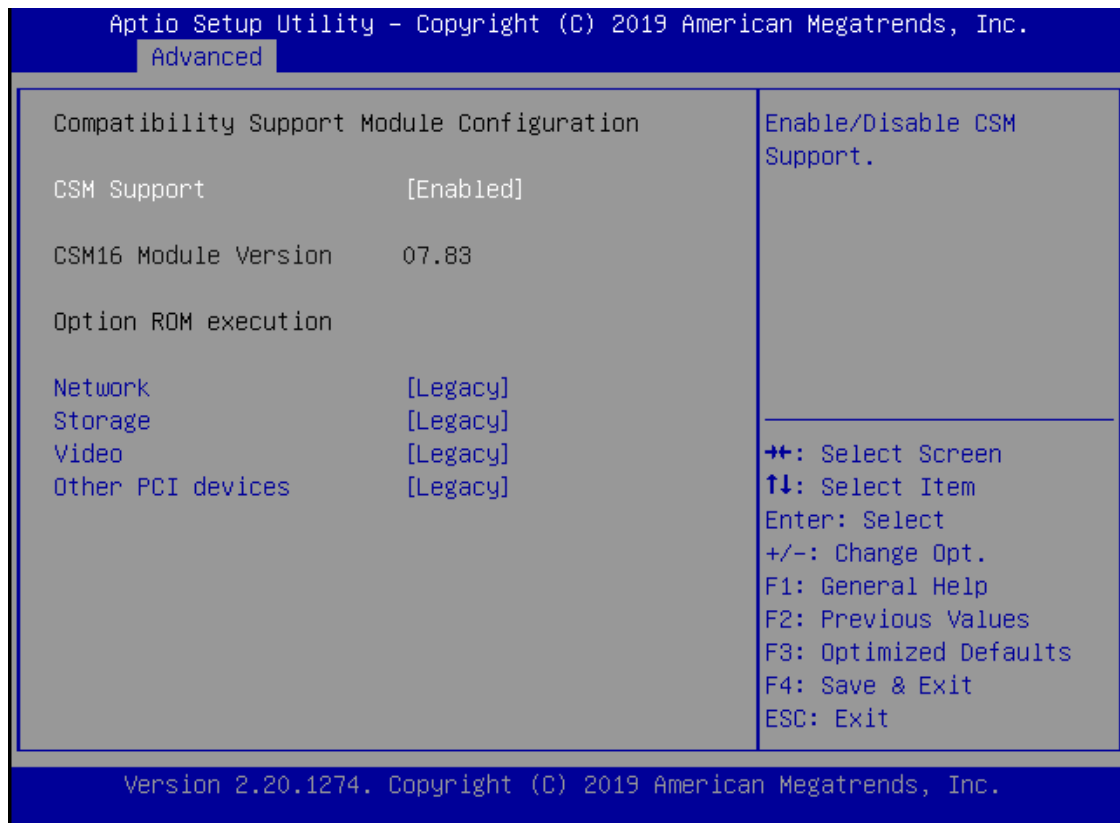 Aptio Setup Utility – Copyright (C) 2019 American Megatrends, Inc.
Advanced
Compatibility Support Module Configuration
CSM Support [Enabled]
CSM16 Module Version 07.83
Option ROM execution
Network [Legacy]
Storage [Legacy]
Video [Legacy]
Other PCI devices [Legacy]
Enable/Disable CSM
Support.
→←: Select Screen
↑↓: Select Item
Enter: Select
+/-: Change Opt.
F1: General Help
F2: Previous Values
F3: Optimized Defaults
F4: Save & Exit
ESC: Exit
Version 2.20.1274. Copyright (C) 2019 American Megatrends, Inc.